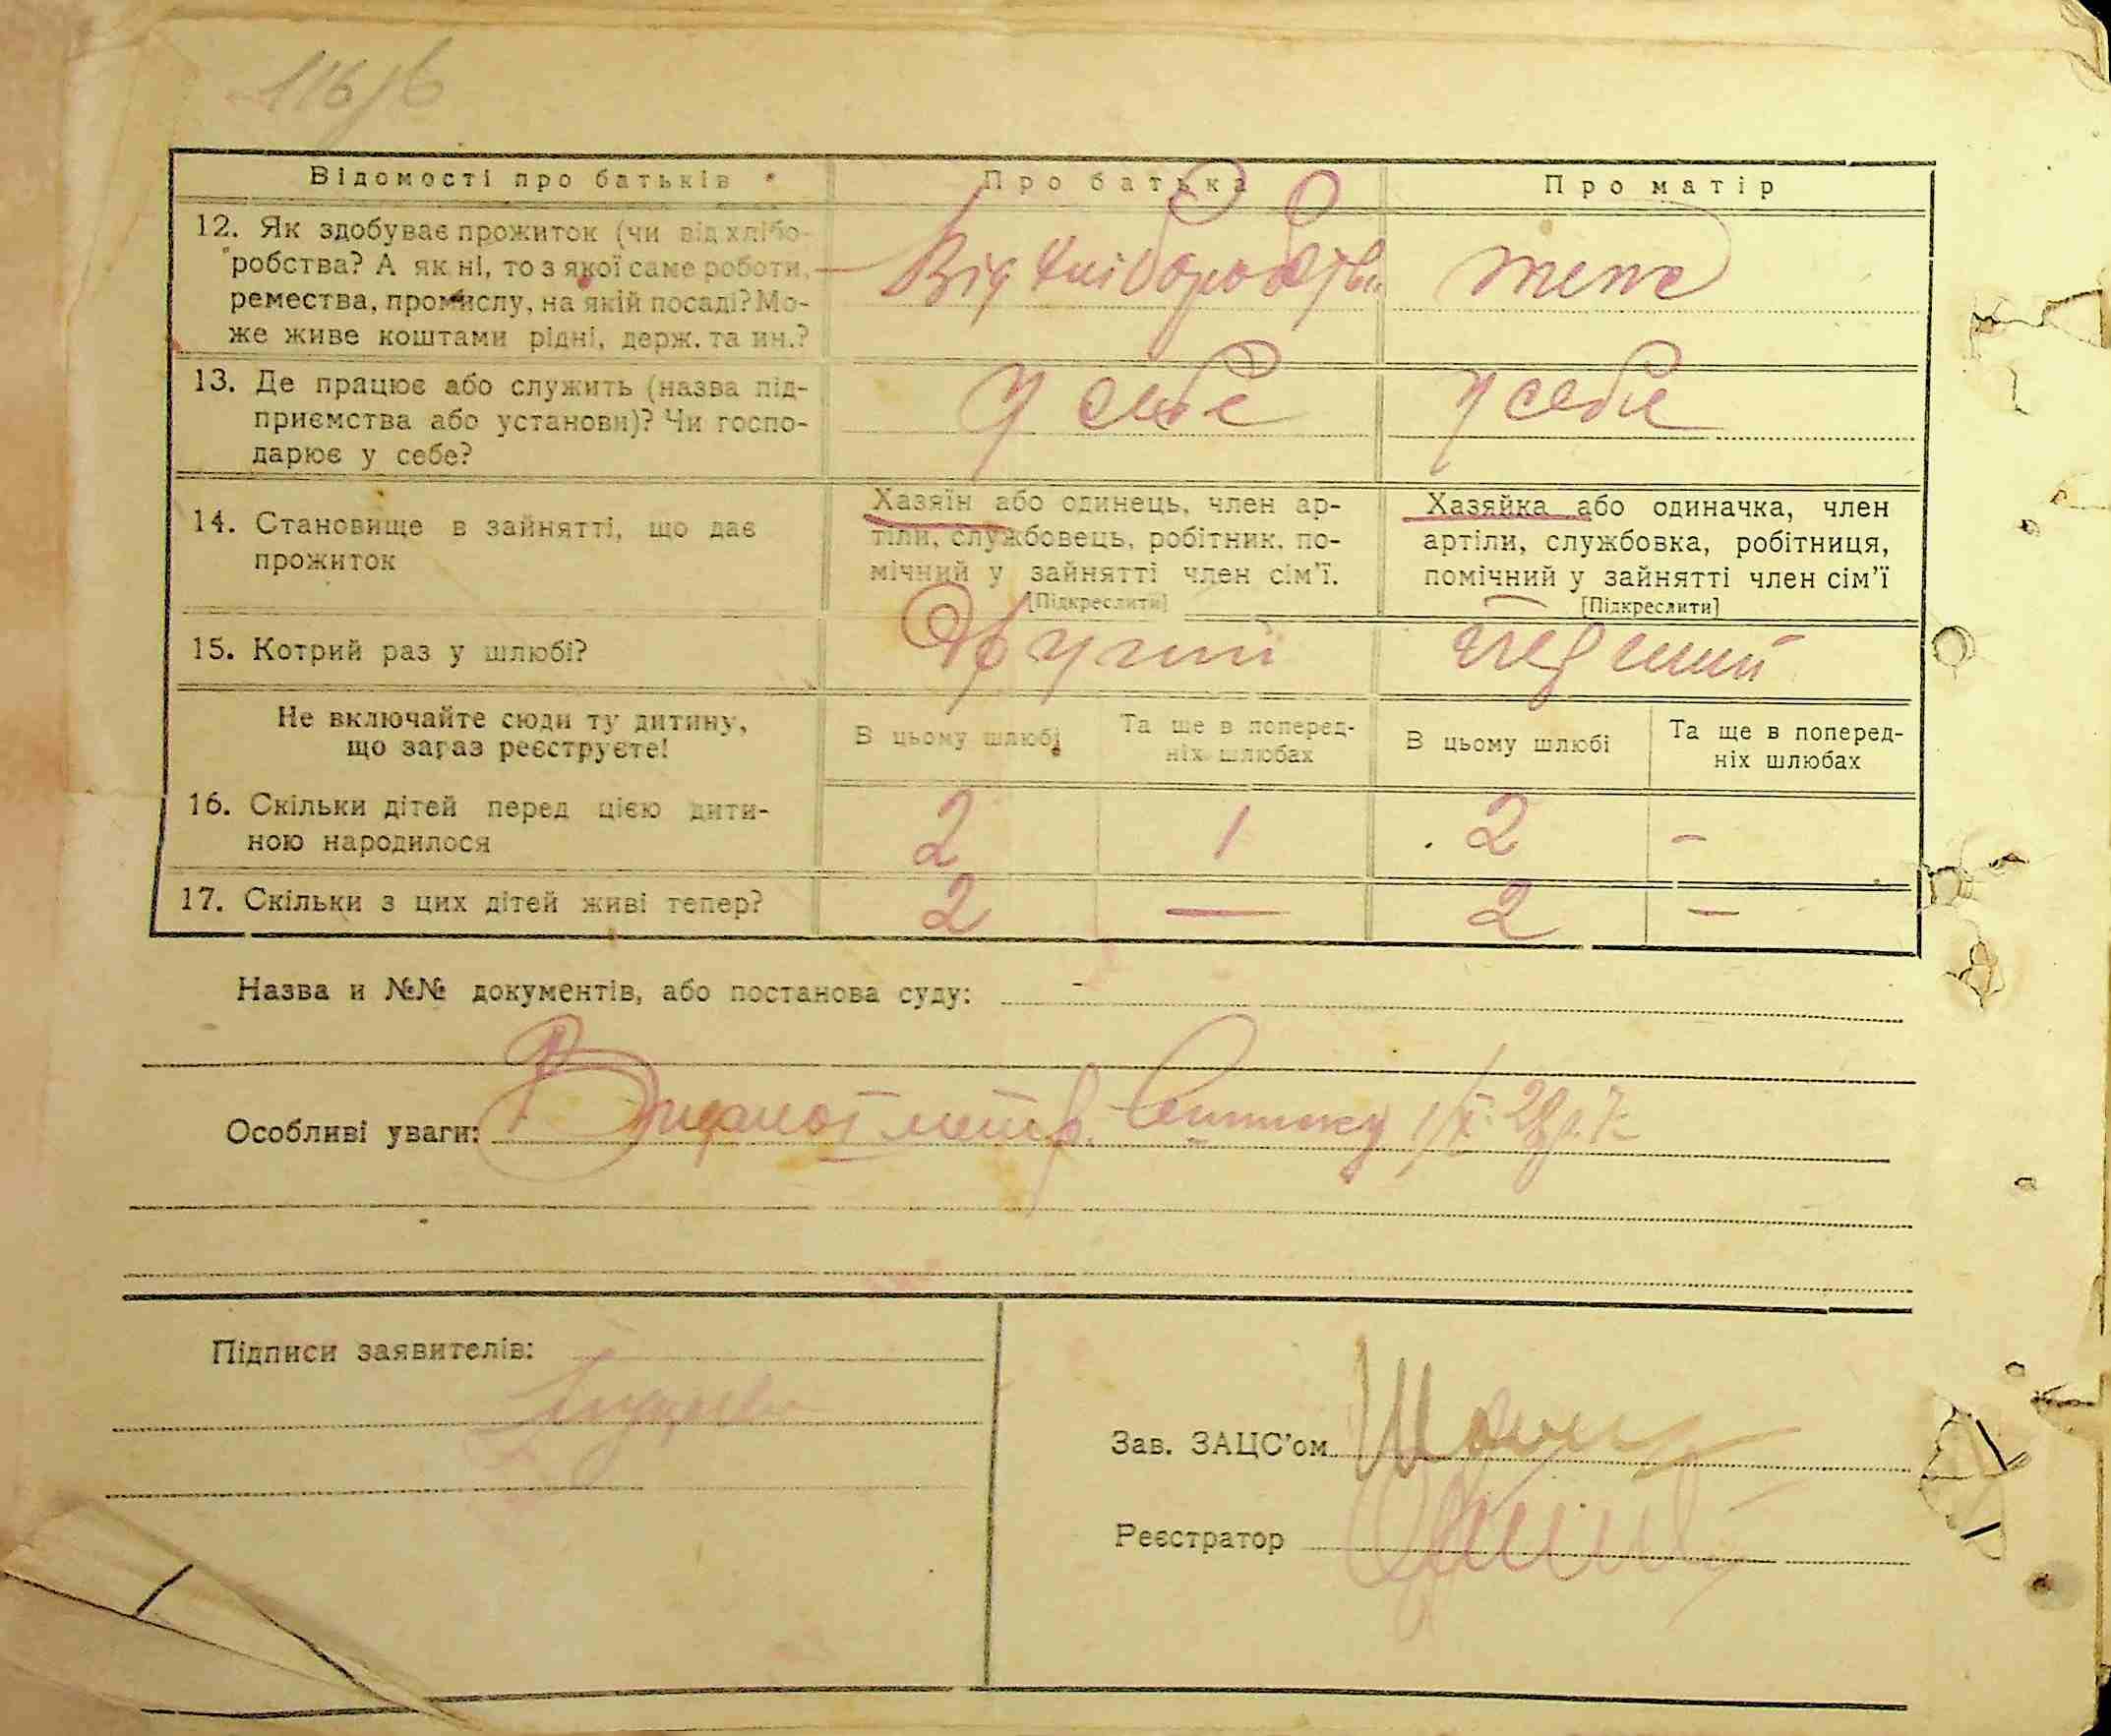 116/6
Відомості про батьків
Про батька
Про матір
12. Як здобуває прожиток (чи від хлібо-
робства? А як ні, то з якої саме роботи,
ремества, промислу, на якій посаді? Мо-
же живе коштами рідні, держ. та ин.?
Від хліборобства
теж
13. Де працює або служить (назва під-
приємства або установи)? Чи госпо-
дарює у себе?
У себе
У себе
14. Становище в зайнятті, що дає
прожиток
Хазяїн або одинець, член ар-
тіли, службовець, робітник, по-
мічний у зайнятті член сім'ї.
[Підкреслити]
Хазяйка або одиначка, член
артіли, службовка, робітниця,
помічний у зайнятті член сім'ї
[Підкреслити]
15. Котрий раз у шлюбі?
Другий
перший
Не включайте сюди ту дитину,
що зараз реєструєте!
В цьому шлюбі
Та ще в поперед-
ніх шлюбах
В цьому шлюбі
Та ще в поперед-
ніх шлюбах
16. Скільки дітей перед цією дити-
ною народилося
2
1
2
-
17. Скільки з цих дітей живі тепер?
2
—
2
-
Назва и №№ документів, або постанова суду: -
Особливі уваги:
Підписи заявителів:
Зав. ЗАЦС'ом
Реєстратор